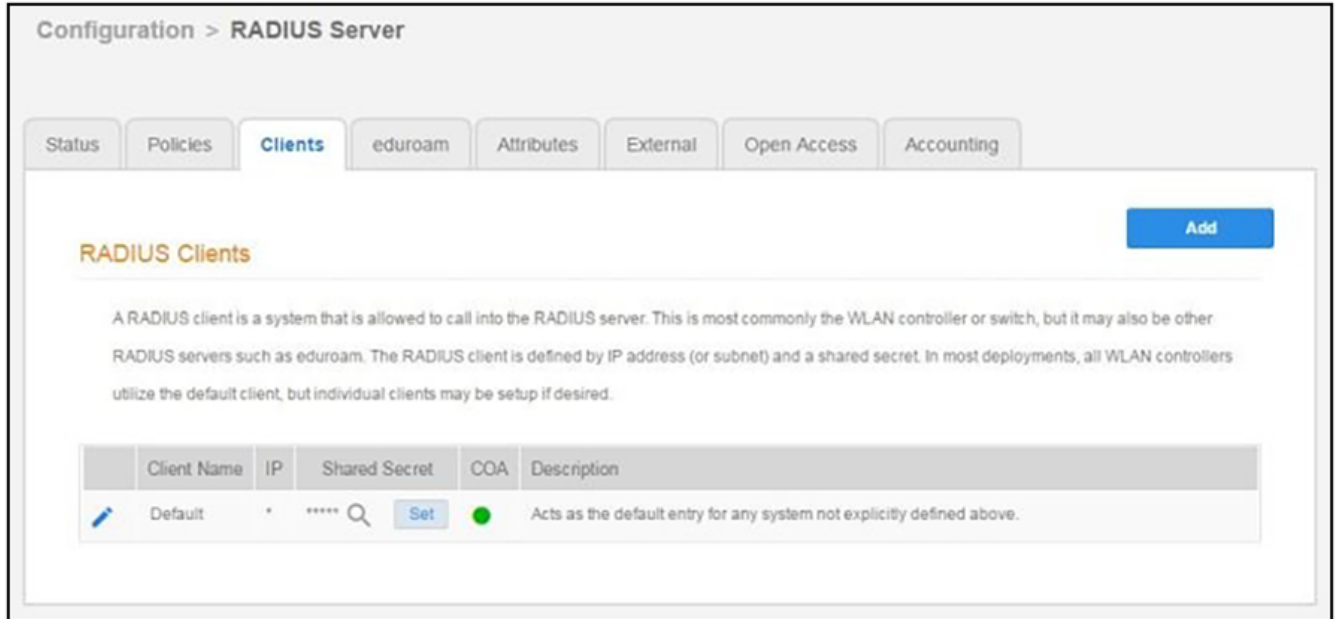 Configuration > RADIUS Server
Status Policies Clients eduroam Attributes External Open Access Accounting
Add
RADIUS Clients
A RADIUS client is a system that is allowed to call into the RADIUS server. This is most commonly the WLAN controller or switch, but it may also be other
RADIUS servers such as eduroam. The RADIUS client is defined by IP address (or subnet) and a shared secret. In most deployments, all WLAN controllers
utilize the default client, but individual clients may be setup if desired.
Client Name IP Shared Secret COA Description
Default * ***** Set Acts as the default entry for any system not explicitly defined above.